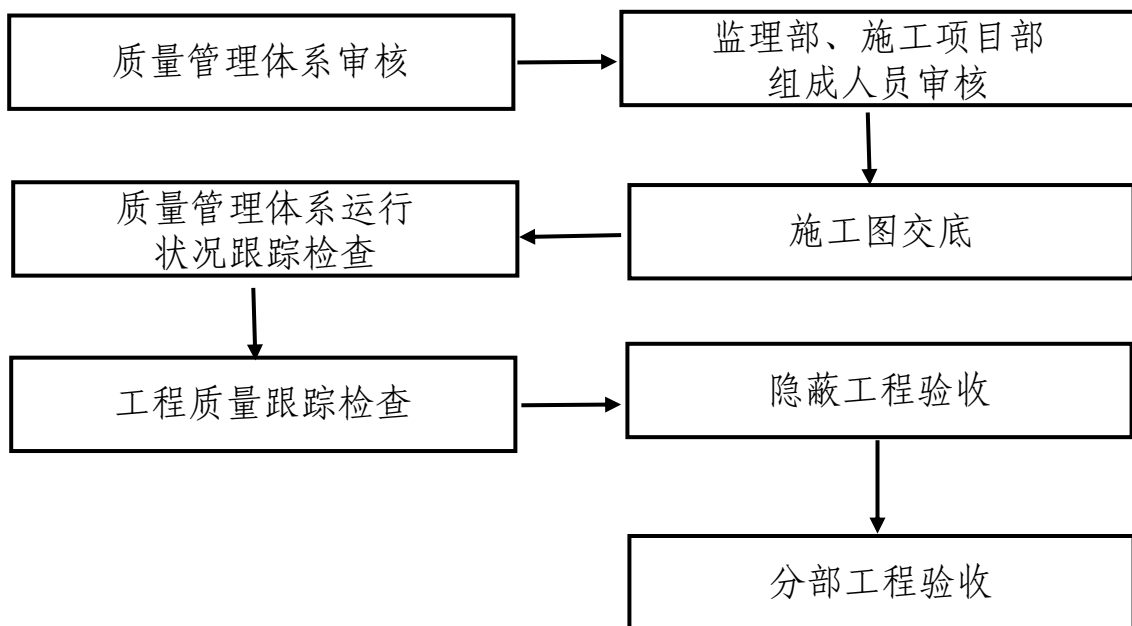 质量管理体系审核
监理部、施工项目部
组成人员审核
施工图交底
质量管理体系运行
状况跟踪检查
工程质量跟踪检查
隐蔽工程验收
分部工程验收